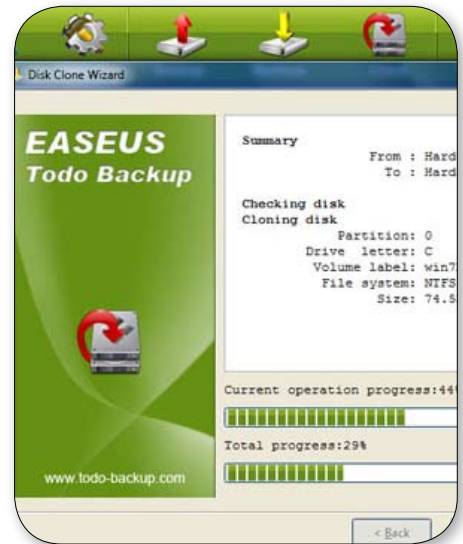 Disk Clone Wizard
EASEUS
Todo Backup
Summary
From : Hard
To : Hard
Checking disk
Cloning disk
Partition: 0
Drive letter: C
Volume label: win7
File system: NTFS
Size: 74.5
Current operation progress:44%
Total progress:29%
www.todo-backup.com
< Back